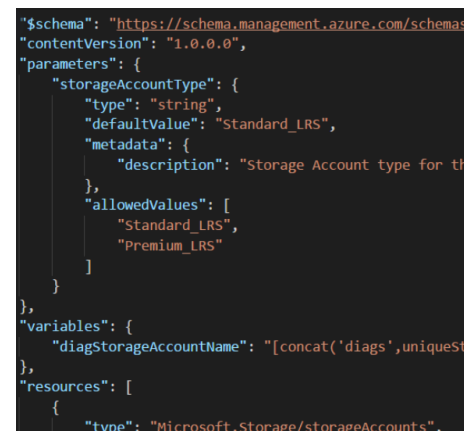 "$schema": "https://schema.management.azure.com/schemas
"contentVersion": "1.0.0.0",
"parameters": {
"storageAccountType": {
"type": "string",
"defaultValue": "Standard_LRS",
"metadata": {
"description": "Storage Account type for th
},
"allowedValues": [
"Standard_LRS",
"Premium_LRS"
]
}
},
"variables": {
"diagStorageAccountName": "[concat('diags',uniqueSt
},
"resources": [
{
"type": "Microsoft.Storage/storageAccounts",